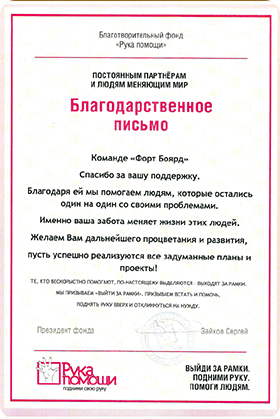 Благотворительный фонд
«Рука помощи»
ПОСТОЯННЫМ ПАРТНЁРАМ
И ЛЮДЯМ МЕНЯЮЩИМ МИР
Благодарственное
письмо
Команде «Форт Боярд»
Спасибо за вашу поддержку.
Благодаря ей мы помогаем людям, которые остались
один на один со своими проблемами.
Именно ваша забота меняет жизни этих людей.
Желаем Вам дальнейшего процветания и развития,
пусть успешно реализуются все задуманные планы и
проекты!
ТЕ, КТО БЕСКОРЫСТНО ПОМОГАЮТ, ПО-НАСТОЯЩЕМУ ВЫДЕЛЯЮТСЯ - ВЫХОДЯТ ЗА РАМКИ.
МЫ ПРИЗЫВАЕМ «ВЫЙТИ ЗА РАМКИ». ПРИЗЫВАЕМ ВСТАТЬ И ПОМОЧЬ,
ПОДНЯТЬ РУКУ ВВЕРХ И ОТКЛИКНУТЬСЯ НА НУЖДУ.
Президент фонда
Зайков Сергей
Рука
помощи
подними свою руку
ВЫЙДИ ЗА РАМКИ.
ПОДНИМИ РУКУ.
ПОМОГИ ЛЮДЯМ.